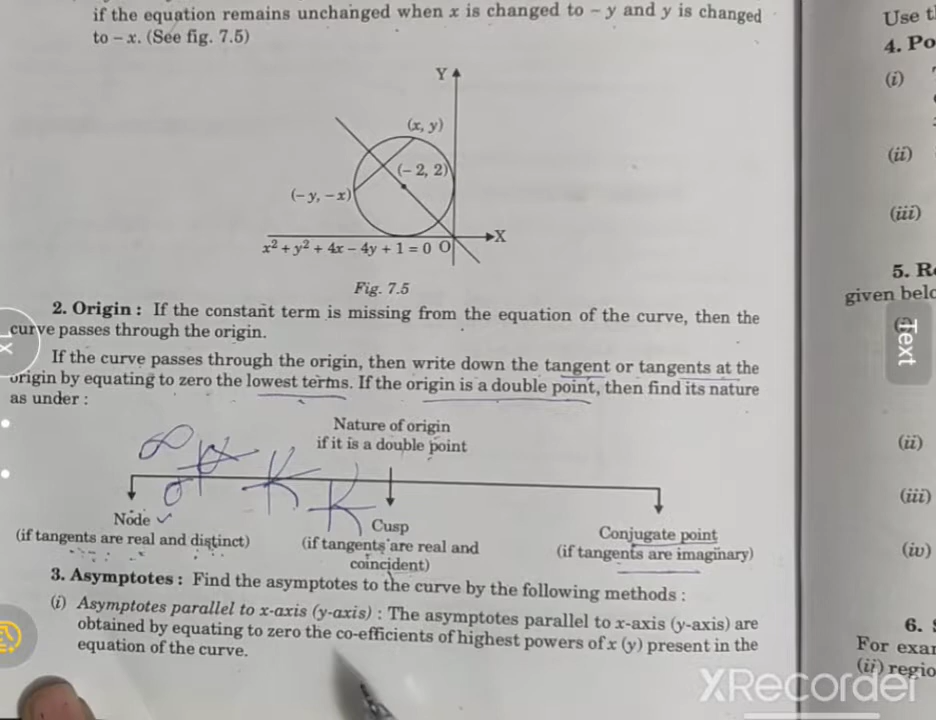 if the equation remains unchanged when x is changed to – y and y is changed
to – x. (See fig. 7.5)
Y
(x, y)
(– 2, 2)
(– y, – x)
X
x² + y² + 4x – 4y + 1 = 0 O
Fig. 7.5
2. Origin : If the constant term is missing from the equation of the curve, then the
curve passes through the origin.
If the curve passes through the origin, then write down the tangent or tangents at the
origin by equating to zero the lowest terms. If the origin is a double point, then find its nature
as under :
Nature of origin
if it is a double point
Node
(if tangents are real and distinct)
Cusp
(if tangents are real and
coincident)
Conjugate point
(if tangents are imaginary)
3. Asymptotes : Find the asymptotes to the curve by the following methods :
(i) Asymptotes parallel to x-axis (y-axis) : The asymptotes parallel to x-axis (y-axis) are
obtained by equating to zero the co-efficients of highest powers of x (y) present in the
equation of the curve.
Use
4. Po
(i)
(ii)
(iii)
5. R
given belo
Text
(ii)
(iii)
(iv)
6.
For exa
(ii) regio
XRecorder